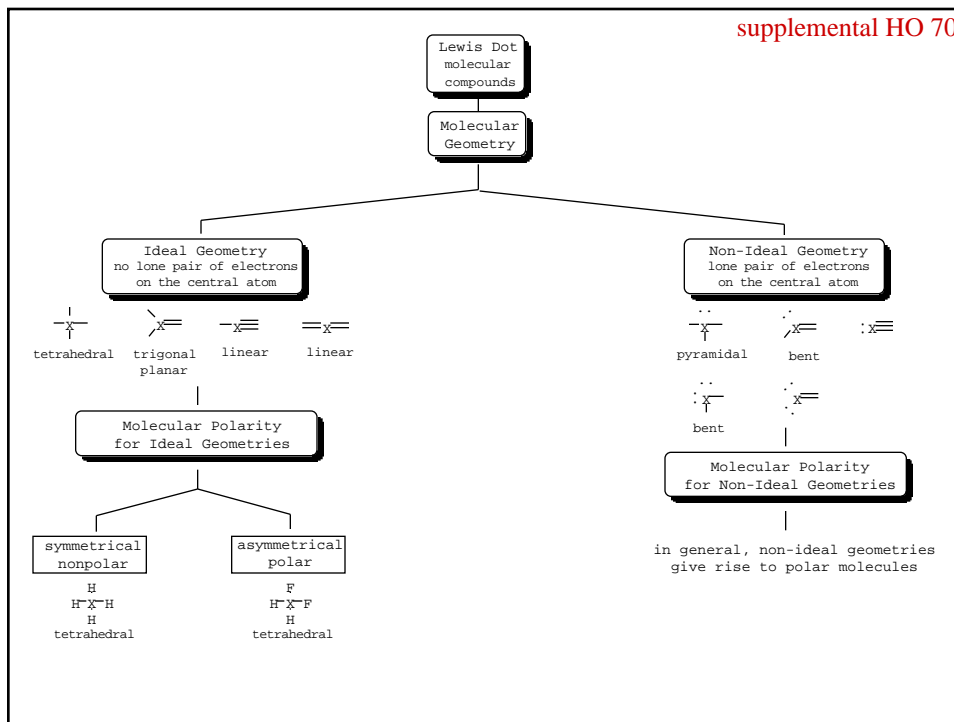 supplemental HO 70
Lewis Dot
molecular
compounds
Molecular
Geometry
Ideal Geometry
no lone pair of electrons
on the central atom
Non-Ideal Geometry
lone pair of electrons
on the central atom
X X X X
tetrahedral trigonal planar linear linear
X X :X
pyramidal bent
:X X
bent
Molecular Polarity
for Ideal Geometries
Molecular Polarity
for Non-Ideal Geometries
symmetrical
nonpolar
asymmetrical
polar
in general, non-ideal geometries
give rise to polar molecules
H
H X H
H
tetrahedral
F
H X F
H
tetrahedral